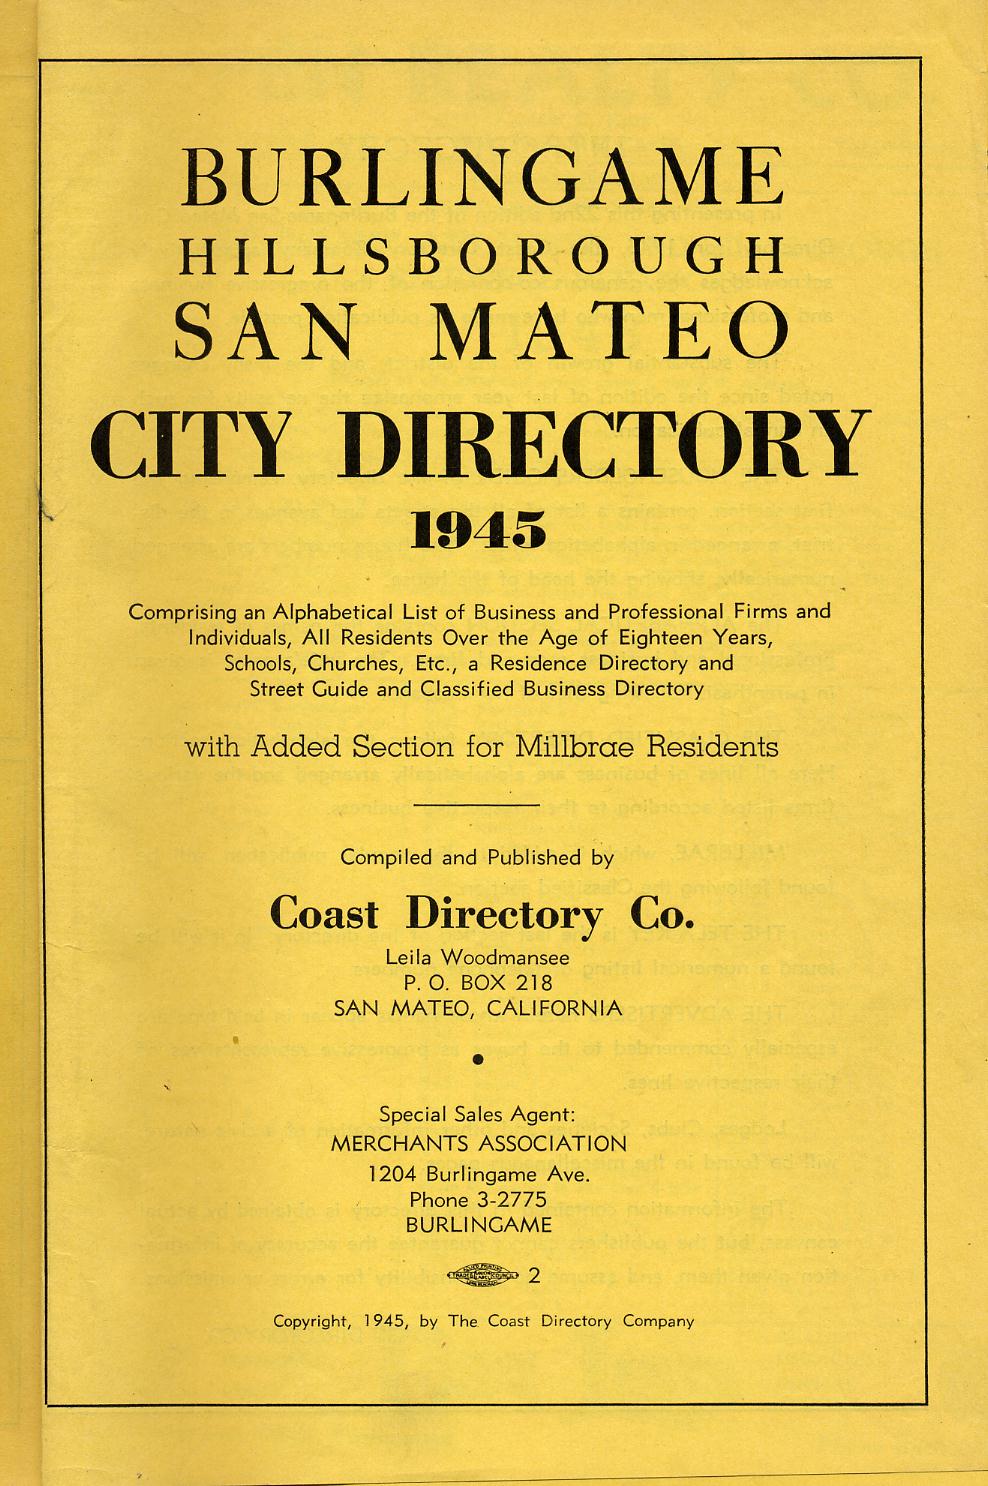 BURLINGAME
HILLSBOROUGH
SAN MATEO
CITY DIRECTORY
1945
Comprising an Alphabetical List of Business and Professional Firms and
Individuals, All Residents Over the Age of Eighteen Years,
Schools, Churches, Etc., a Residence Directory and
Street Guide and Classified Business Directory
with Added Section for Millbrae Residents
Compiled and Published by
Coast Directory Co.
Leila Woodmansee
P. O. BOX 218
SAN MATEO, CALIFORNIA
•
Special Sales Agent:
MERCHANTS ASSOCIATION
1204 Burlingame Ave.
Phone 3-2775
BURLINGAME
2
Copyright, 1945, by The Coast Directory Company